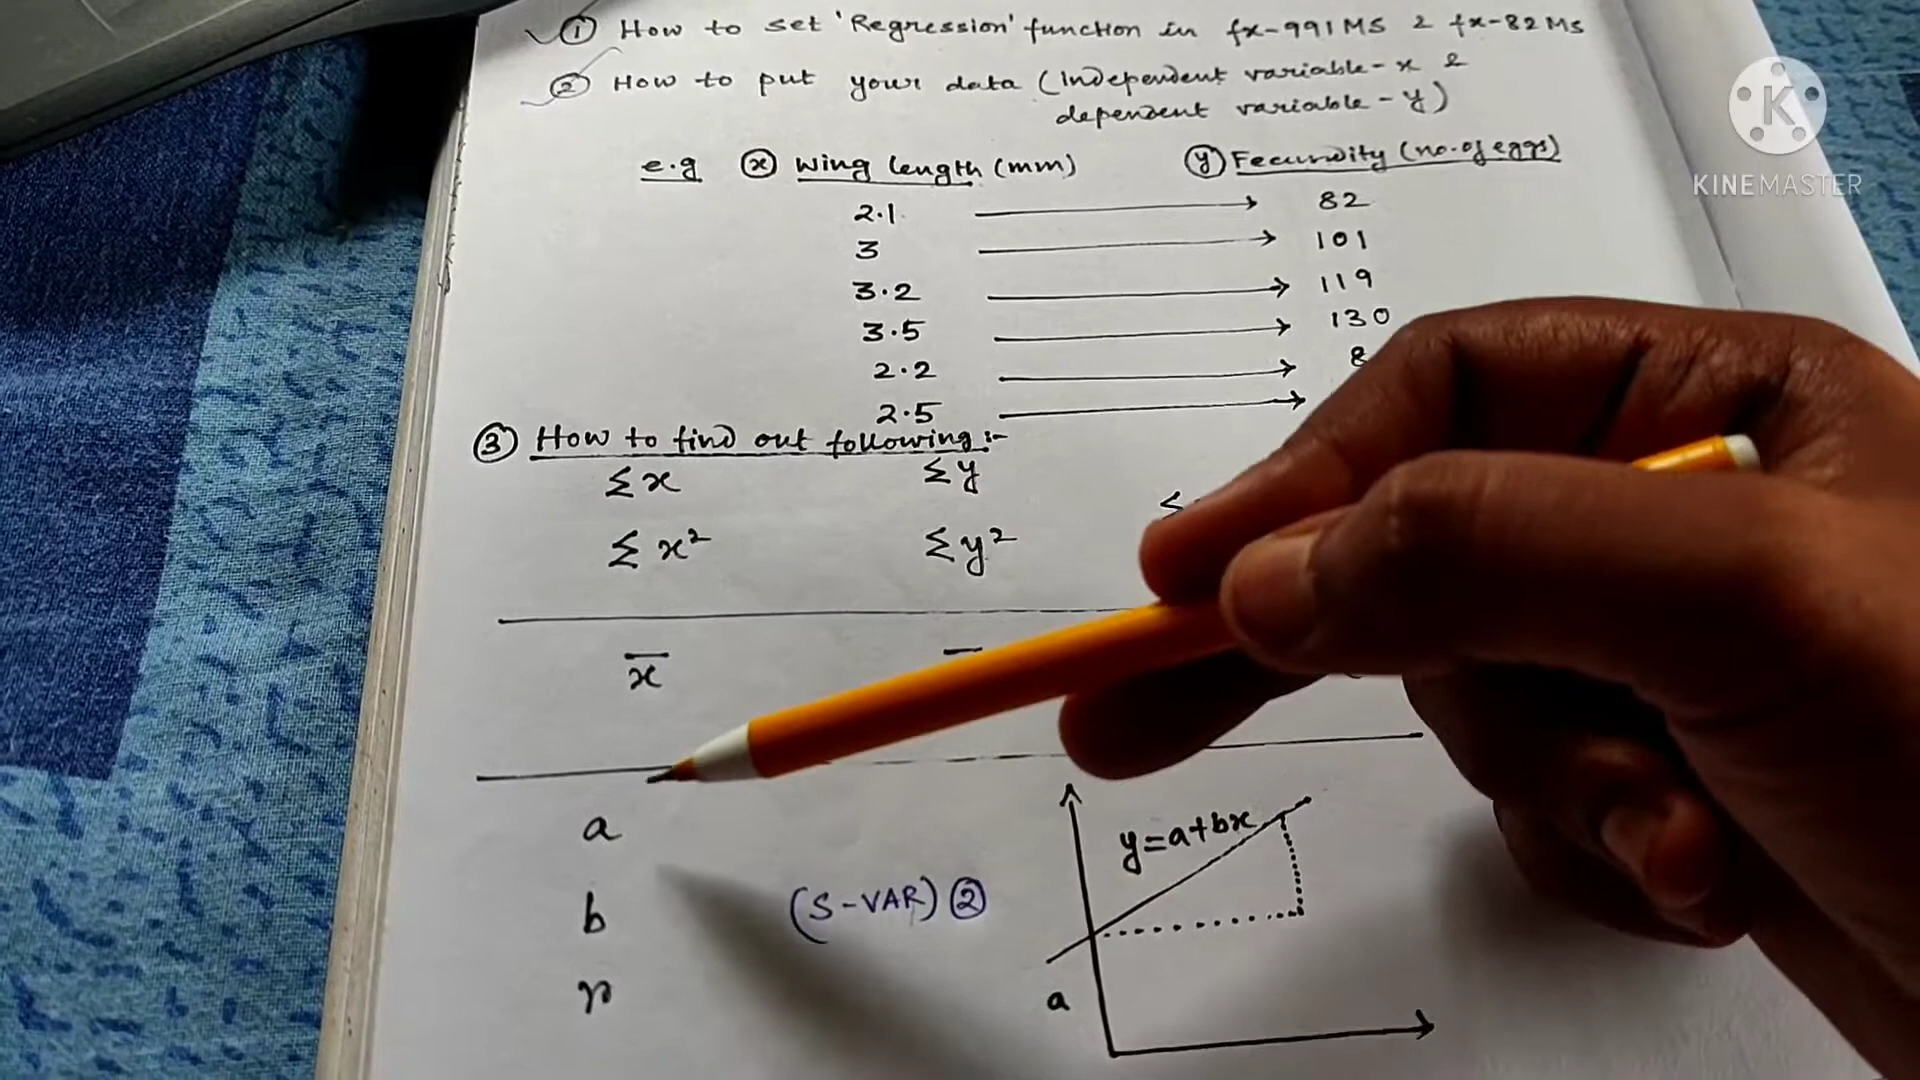 ① How to set 'Regression' function in fx-991MS & fx-82MS
② How to put your data (Independent variable - x &
dependent variable - y)
e.g ⓧ Wing length (mm) ⓨ Fecundity (no. of eggs)
2.1 82
3 101
3.2 119
3.5 130
2.2 8
2.5
③ How to find out following :-
Σx Σy Σ
Σx² Σy²
x̄
a
b (S-VAR) ②
r
y=a+bx
a
K
KINEMASTER